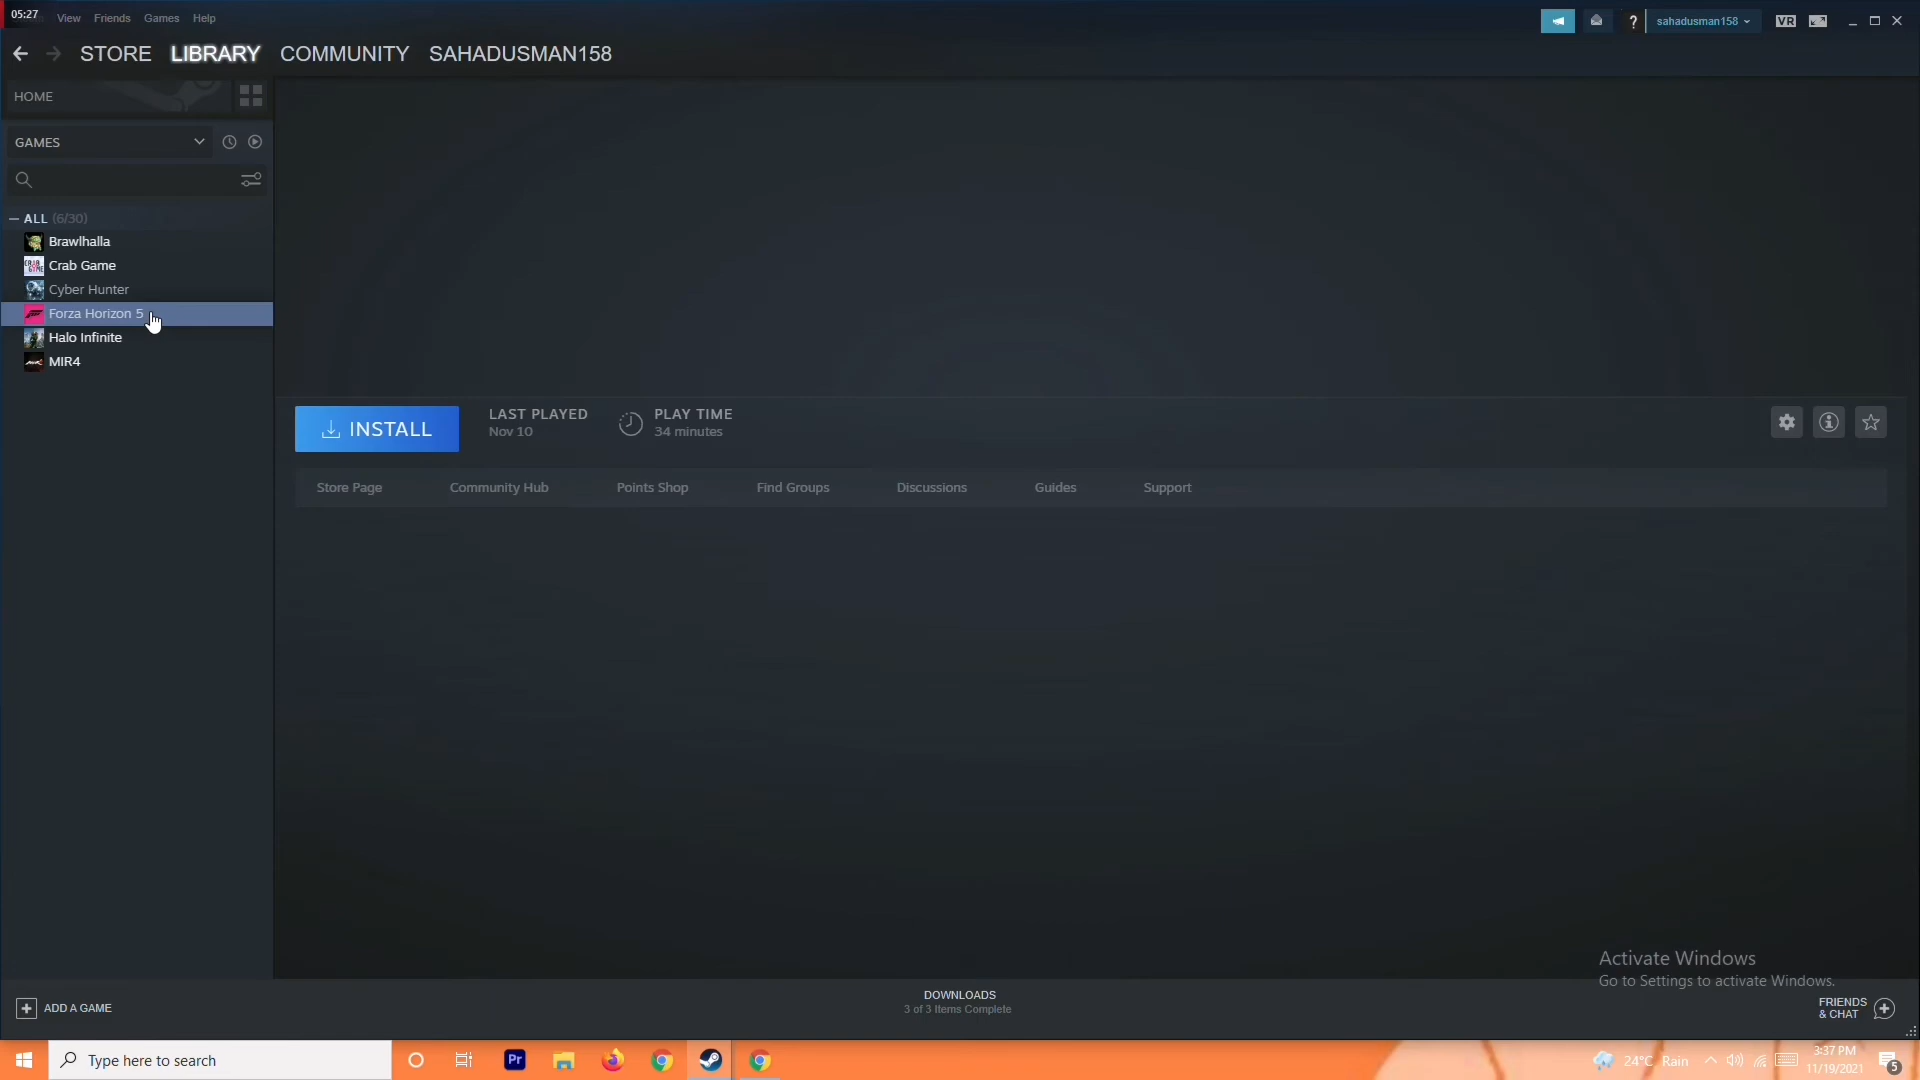 05:27 View Friends Games Help
? sahadusman158 VR
STORE LIBRARY COMMUNITY SAHADUSMAN158
HOME
GAMES
ALL (6/30)
Brawlhalla
Crab Game
Cyber Hunter
Forza Horizon 5
Halo Infinite
MIR4
INSTALL
LAST PLAYED
Nov 10
PLAY TIME
34 minutes
Store Page Community Hub Points Shop Find Groups Discussions Guides Support
Activate Windows
Go to Settings to activate Windows.
ADD A GAME
DOWNLOADS
3 of 3 Items Complete
FRIENDS
& CHAT
Type here to search
Pr
24°C Rain
3:37 PM
11/19/2021
5